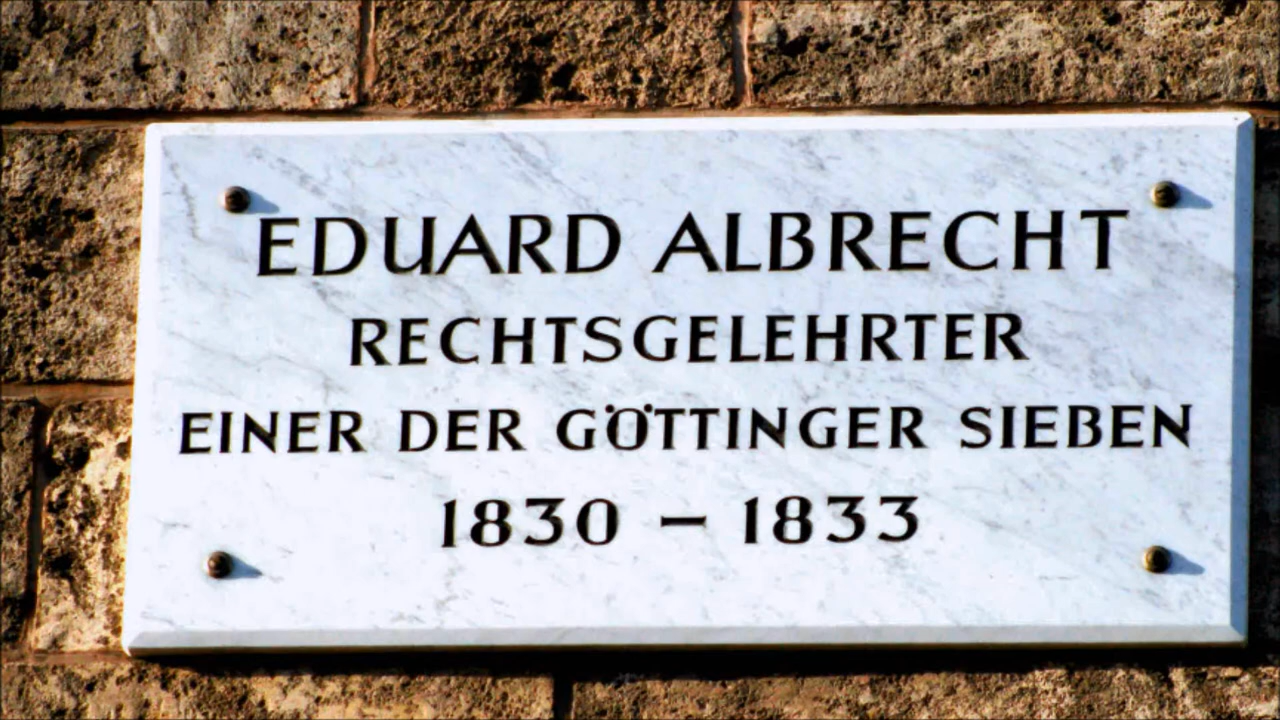 EDUARD ALBRECHT
RECHTSGELEHRTER
EINER DER GÖTTINGER SIEBEN
1830 – 1833